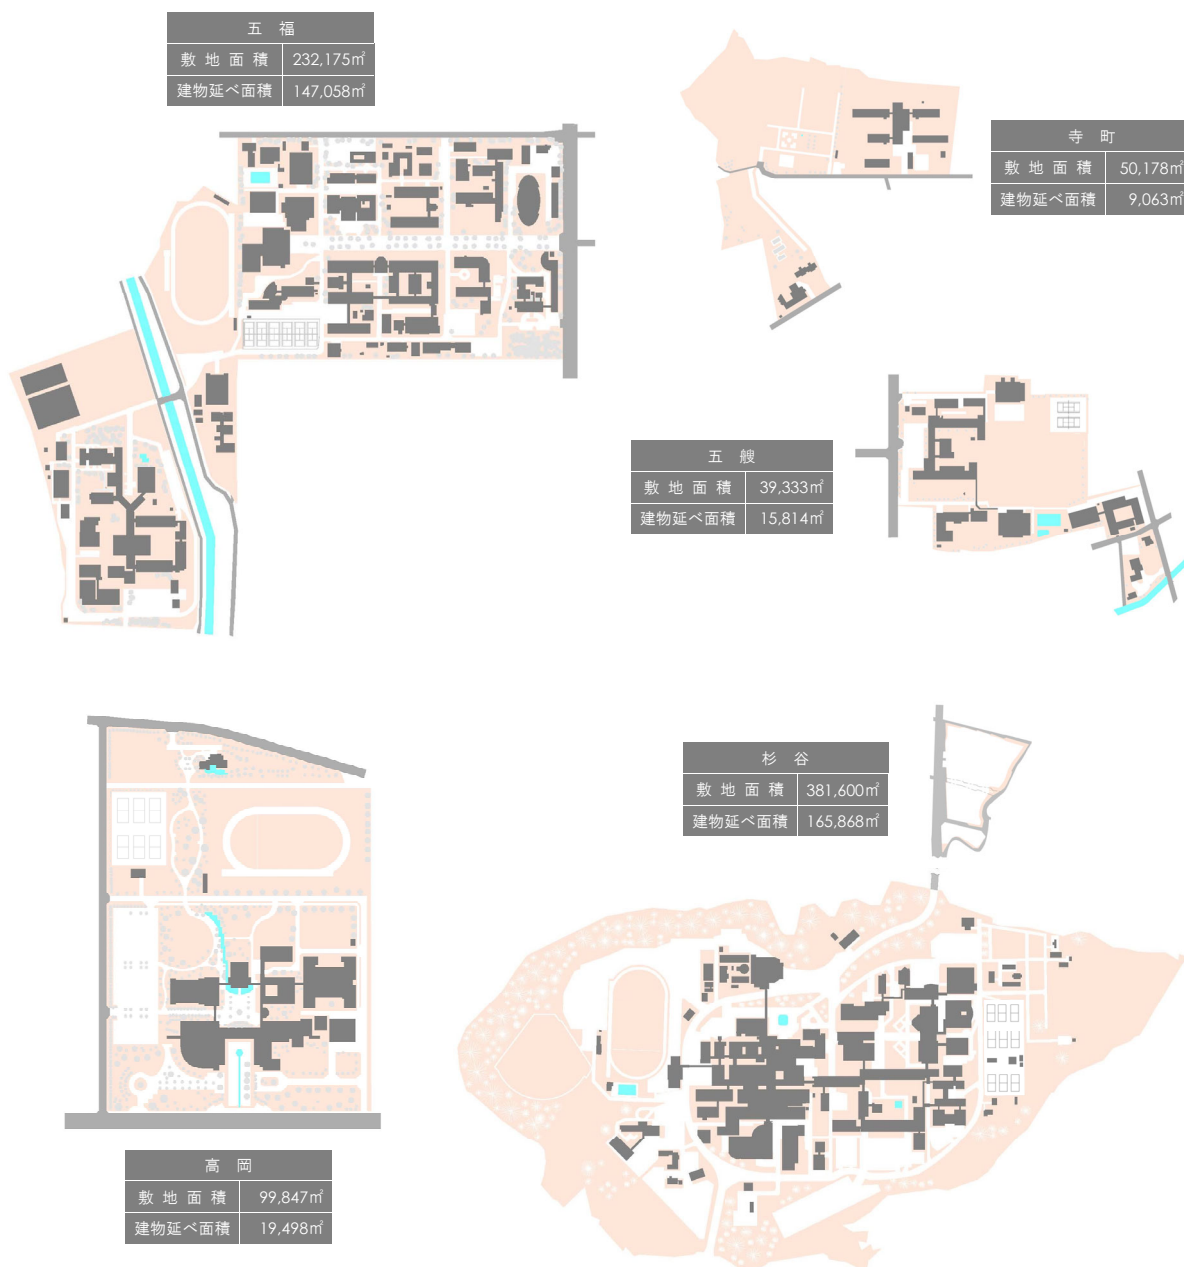 五 福
敷 地 面 積 232,175㎡
建物延べ面積 147,058㎡
寺 町
敷 地 面 積 50,178㎡
建物延べ面積 9,063㎡
五 艘
敷 地 面 積 39,333㎡
建物延べ面積 15,814㎡
杉 谷
敷 地 面 積 381,600㎡
建物延べ面積 165,868㎡
高 岡
敷 地 面 積 99,847㎡
建物延べ面積 19,498㎡